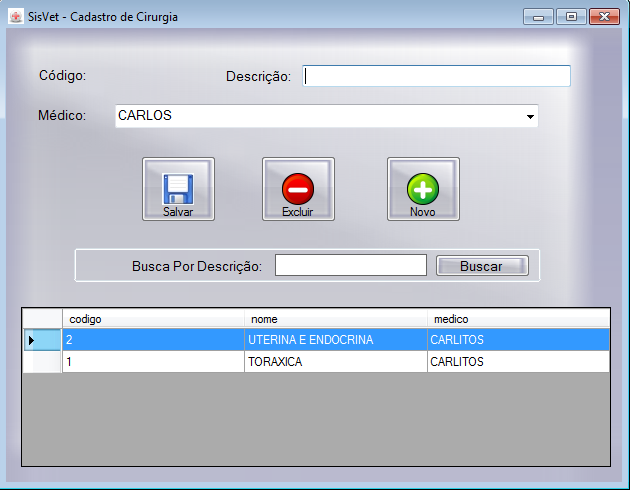 SisVet - Cadastro de Cirurgia
Código: Descrição:
Médico: CARLOS
Salvar Excluir Novo
Busca Por Descrição: Buscar
codigo nome medico
2 UTERINA E ENDOCRINA CARLITOS
1 TORAXICA CARLITOS